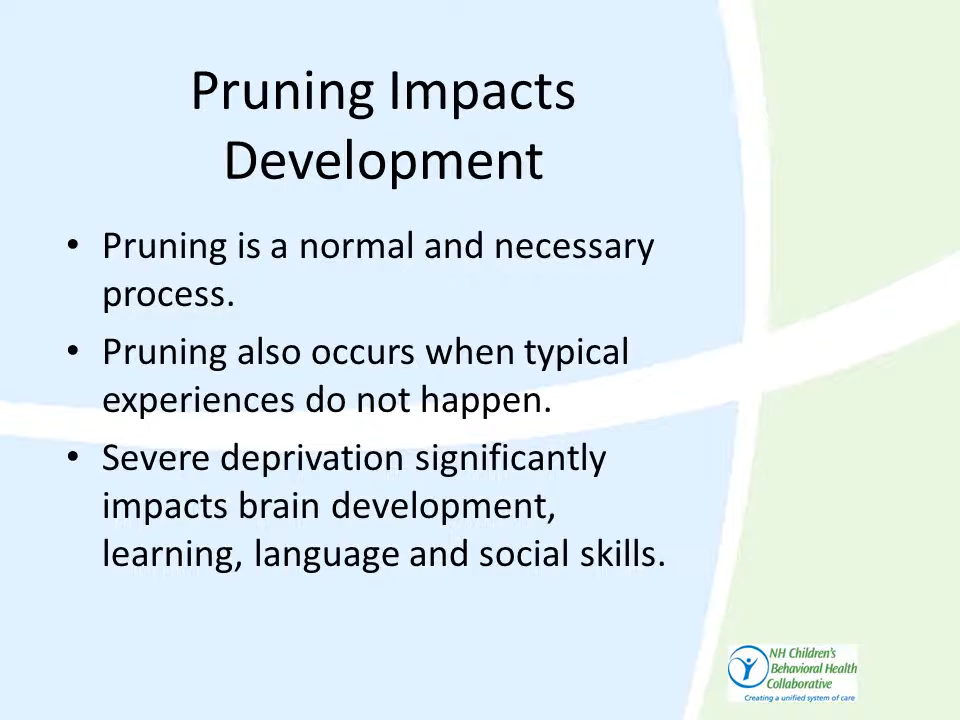 Pruning Impacts
Development
• Pruning is a normal and necessary
process.
• Pruning also occurs when typical
experiences do not happen.
• Severe deprivation significantly
impacts brain development,
learning, language and social skills.
NH Children's
Behavioral Health
Collaborative
Creating a unified system of care